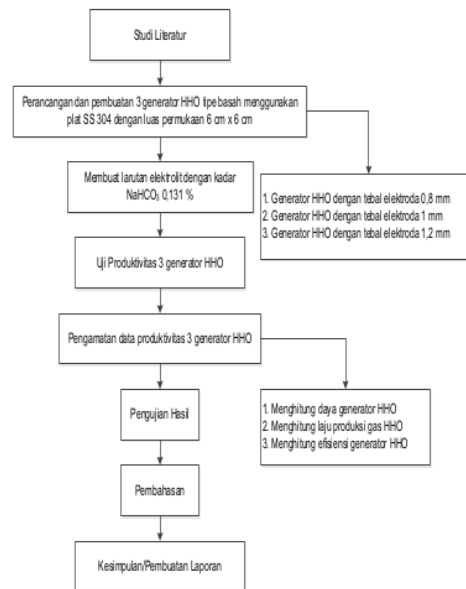 Studi Literatur
Perancangan dan pembuatan 3 generator HHO tipe basah menggunakan
plat SS 304 dengan luas permukaan 6 cm x 6 cm
Membuat larutan elektrolit dengan kadar
NaHCO₃ 0,131 %
1. Generator HHO dengan tebal elektroda 0,8 mm
2. Generator HHO dengan tebal elektroda 1 mm
3. Generator HHO dengan tebal elektroda 1,2 mm
Uji Produktivitas 3 generator HHO
Pengamatan data produktivitas 3 generator HHO
Pengujian Hasil
1. Menghitung daya generator HHO
2. Menghitung laju produksi gas HHO
3. Menghitung efisiensi generator HHO
Pembahasan
Kesimpulan/Pembuatan Laporan